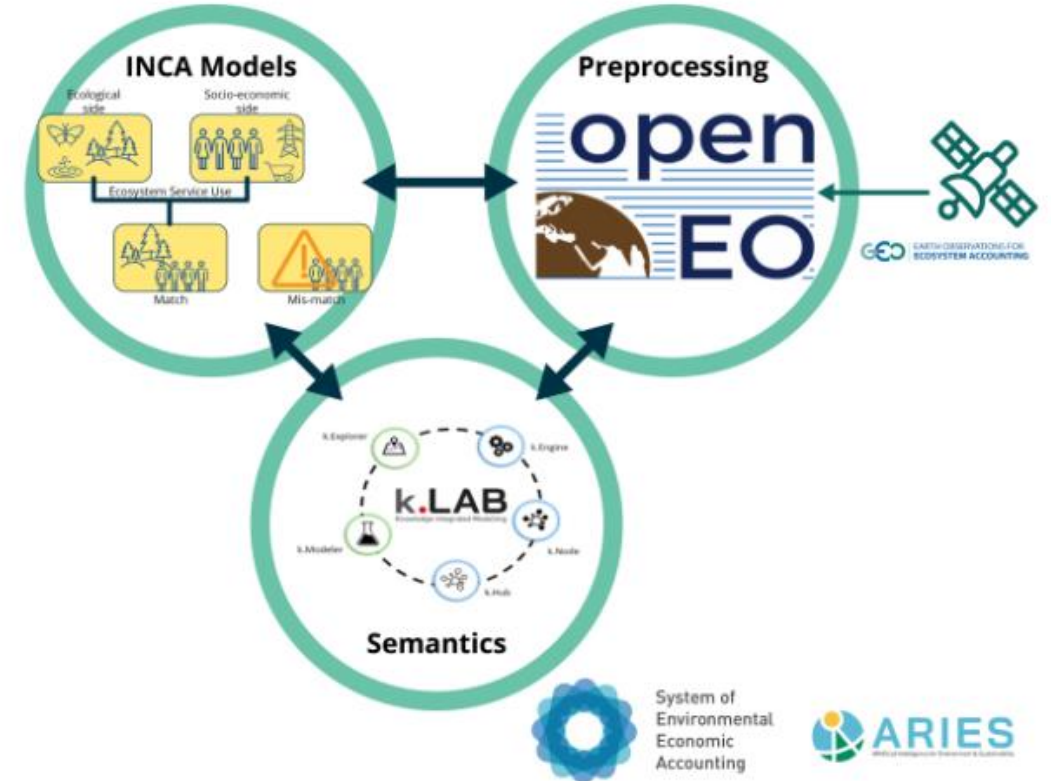 INCA Models
Ecological
side
Socio-economic
side
Ecosystem Service Use
Match
Mis-match
Preprocessing
open
EO
GEO
EARTH OBSERVATIONS FOR
ECOSYSTEM ACCOUNTING
k.Explorer
k.Engine
k.LAB
Knowledge Integrated Modeling
k.Modeler
k.Node
k.Hub
Semantics
System of
Environmental
Economic
Accounting
ARIES